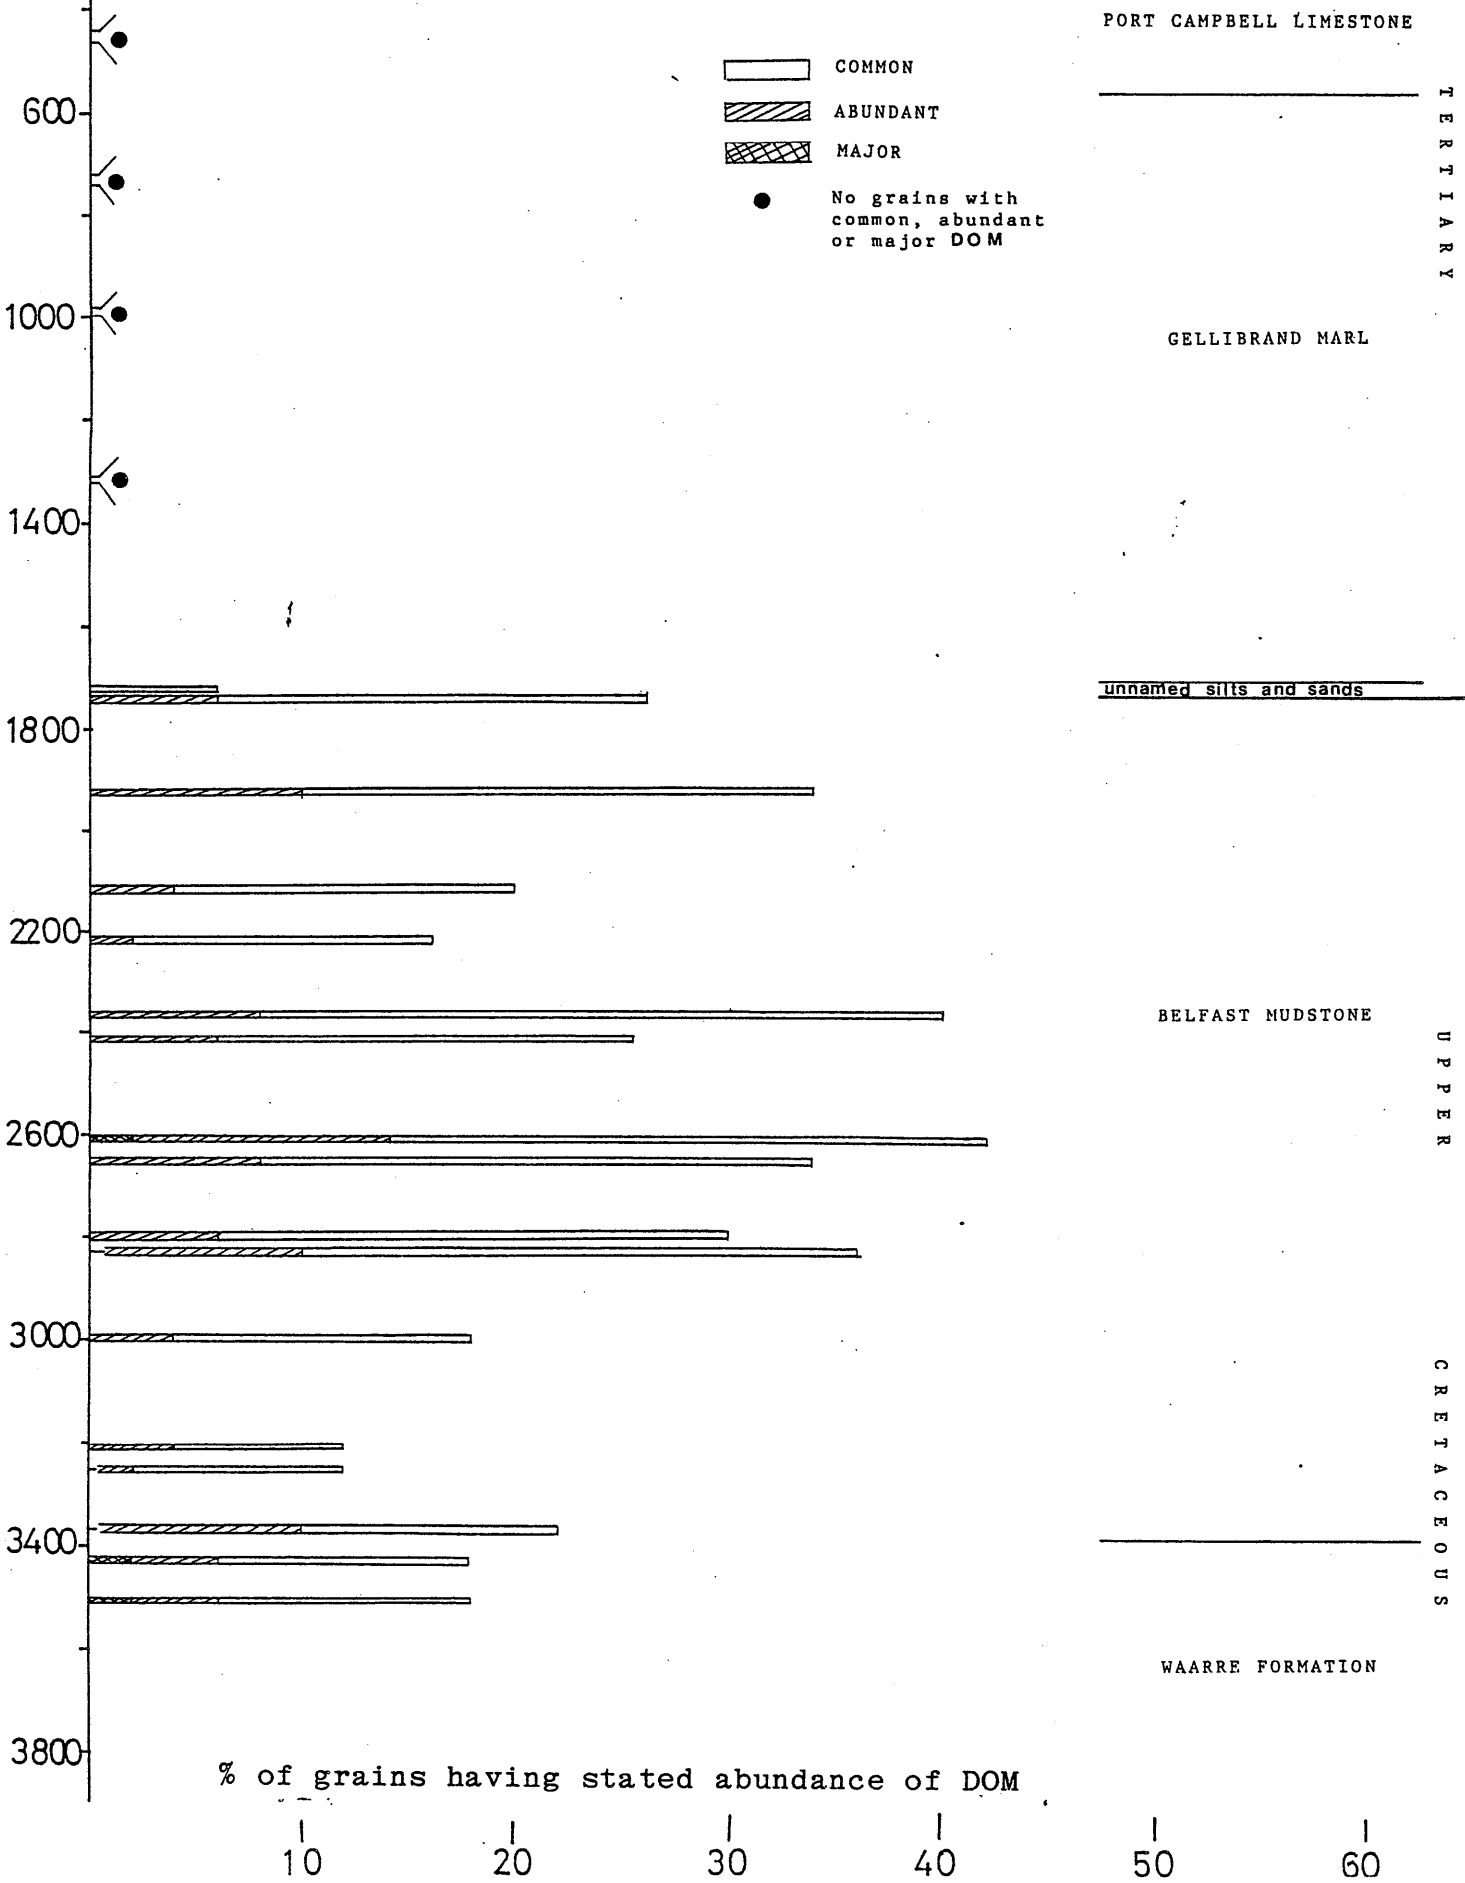 PORT CAMPBELL LIMESTONE
COMMON
ABUNDANT
MAJOR
No grains with
common, abundant
or major DOM
TERTIARY
600
1000
GELLIBRAND MARL
1400
unnamed silts and sands
1800
2200
BELFAST MUDSTONE
UPPER
2600
3000
CRETACEOUS
3400
WAARRE FORMATION
3800
% of grains having stated abundance of DOM
10 20 30 40 50 60